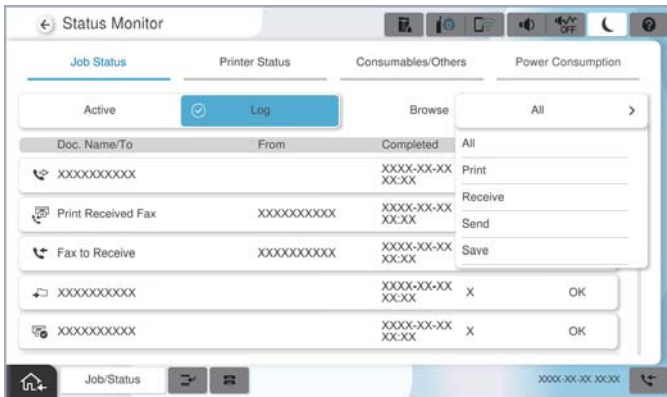 Status Monitor
OFF
Job Status Printer Status Consumables/Others Power Consumption
Active Log Browse All
Doc. Name/To From Completed
All
Print
Receive
Send
Save
XXXXXXXXXX XXXX-XX-XX
XX:XX
Print Received Fax XXXXXXXXXX XXXX-XX-XX
XX:XX
Fax to Receive XXXXXXXXXX XXXX-XX-XX
XX:XX
XXXXXXXXXX XXXX-XX-XX
XX:XX X OK
XXXXXXXXXX XXXX-XX-XX
XX:XX X OK
Job/Status XXXX-XX-XX XX:XX